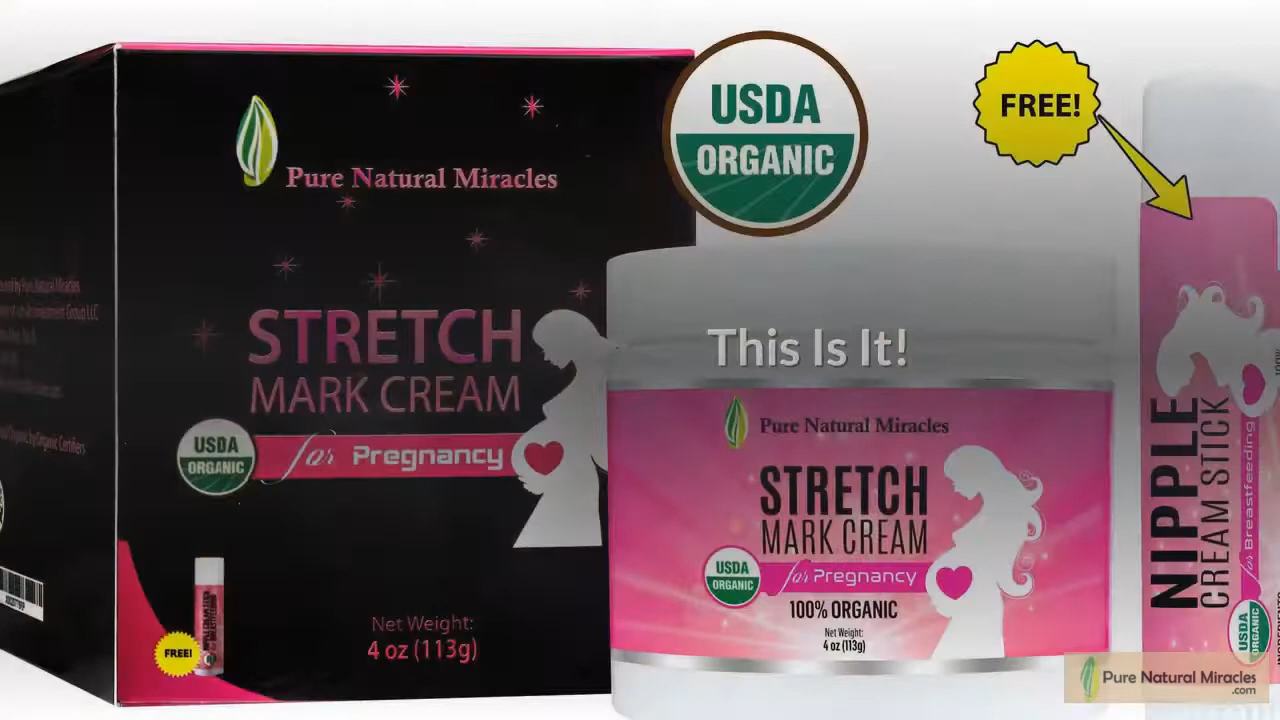 Pure Natural Miracles
STRETCH
MARK CREAM
USDA
ORGANIC
for Pregnancy
FREE!
Net Weight:
4 oz (113g)
USDA
ORGANIC
FREE!
This Is It!
Pure Natural Miracles
STRETCH
MARK CREAM
USDA
ORGANIC
for Pregnancy
100% ORGANIC
Net Weight:
4 oz (113g)
NIPPLE
CREAM STICK
for Breastfeeding
USDA
ORGANIC
Pure Natural Miracles
.com